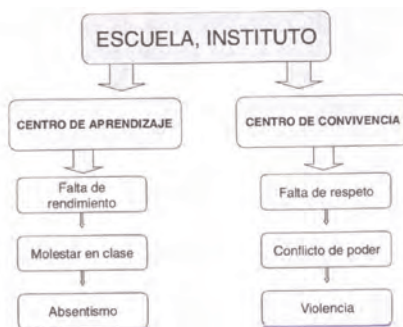 ESCUELA, INSTITUTO
CENTRO DE APRENDIZAJE
CENTRO DE CONVIVENCIA
Falta de
rendimiento
Falta de respeto
Molestar en clase
Conflicto de poder
Absentismo
Violencia